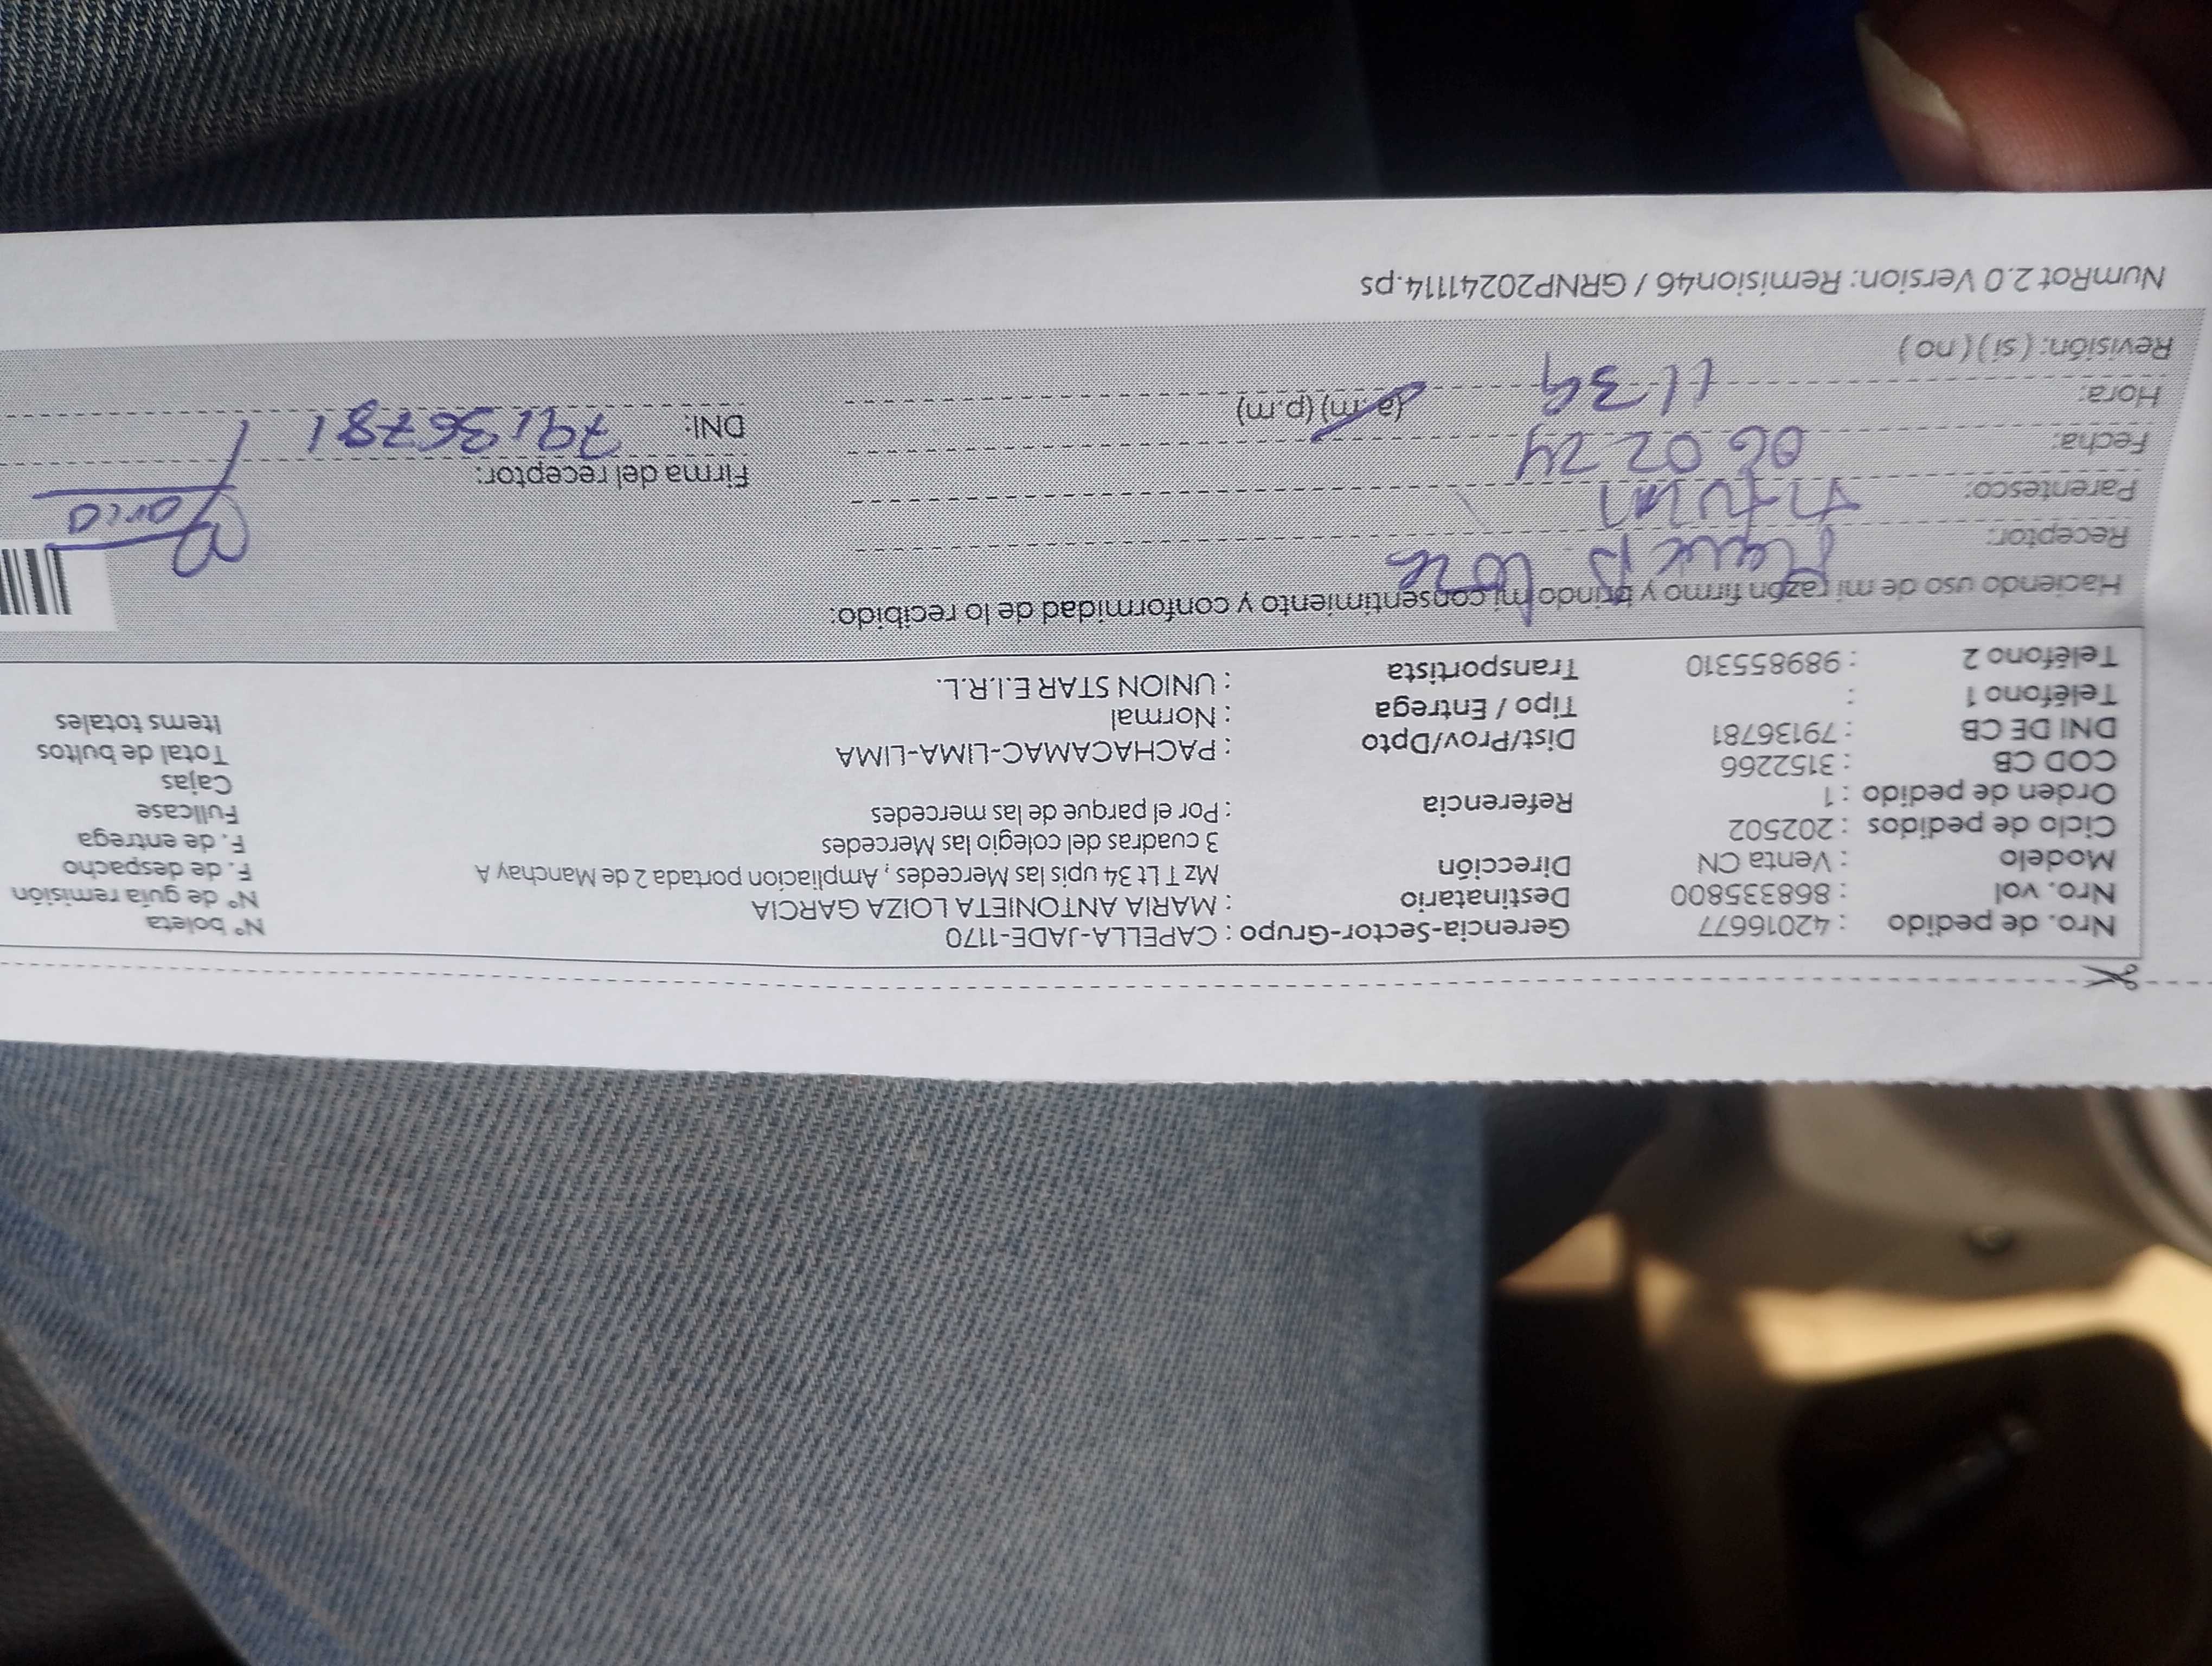 Nro. de pedido : 42016677 Gerencia-Sector-Grupo : CAPELLA-JADE-1170 N° boleta
Nro. vol : 868335800 Destinatario : MARIA ANTONIETA LOIZA GARCIA N° de guía remisión
Modelo : Venta CN Dirección Mz T Lt 34 upis las Mercedes , Ampliacion portada 2 de Manchay A F. de despacho
Ciclo de pedidos : 202502 3 cuadras del colegio las Mercedes F. de entrega
Orden de pedido : 1 Referencia : Por el parque de las mercedes Fullcase
COD CB : 3152266 Cajas
DNI DE CB : 79136781 Dist/Prov/Dpto : PACHACAMAC-LIMA-LIMA Total de bultos
Teléfono 1 : Tipo / Entrega : Normal Items totales
Teléfono 2 : 989855310 Transportista : UNION STAR E.I.R.L.
Haciendo uso de mi razón firmo y brindo mi consentimiento y conformidad de lo recibido:
Receptor:
Parentesco: Firma del receptor:
Fecha: 06 02 24 DNI: 79136781
Hora: 11 39 (a.m) (p.m)
Revisión: ( si ) ( no )
NumRot 2.0 Version: Remision46 / GRNP20241114.ps